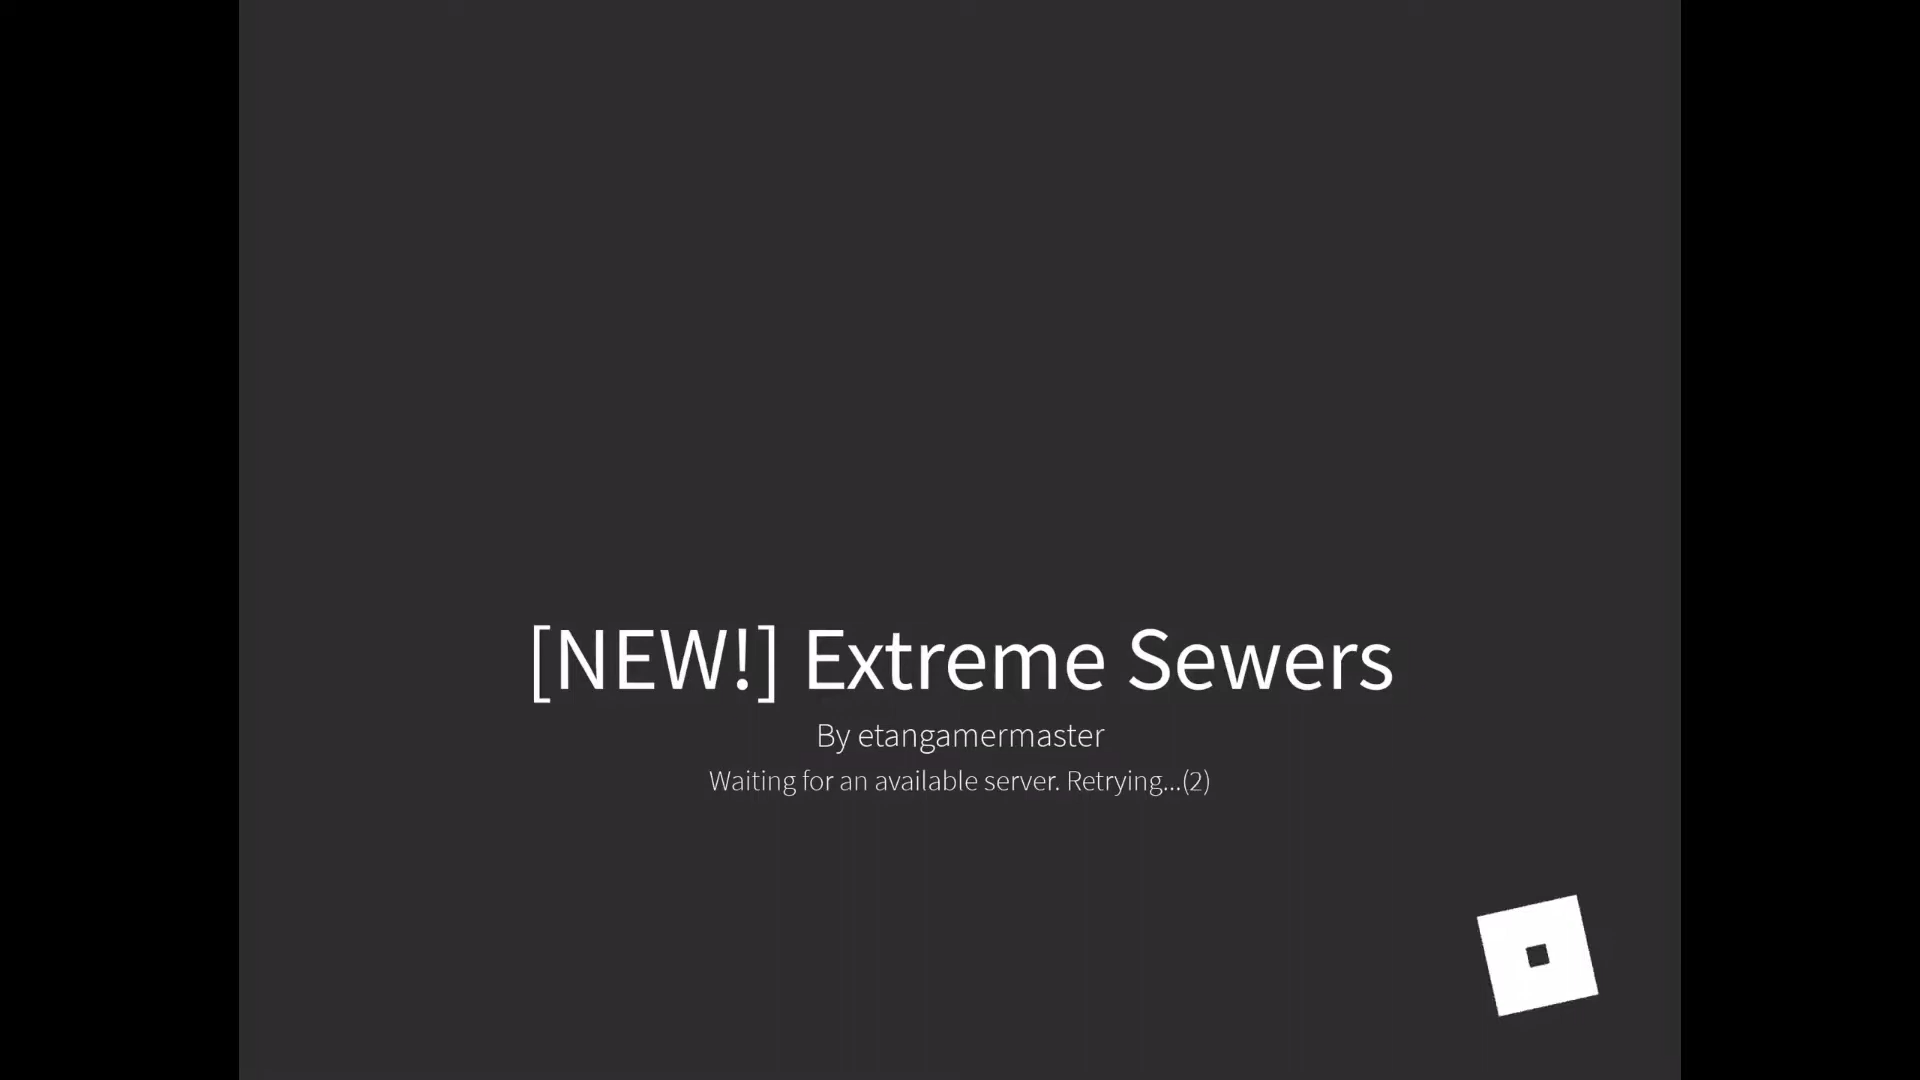 [NEW!] Extreme Sewers
By etangamermaster
Waiting for an available server. Retrying...(2)